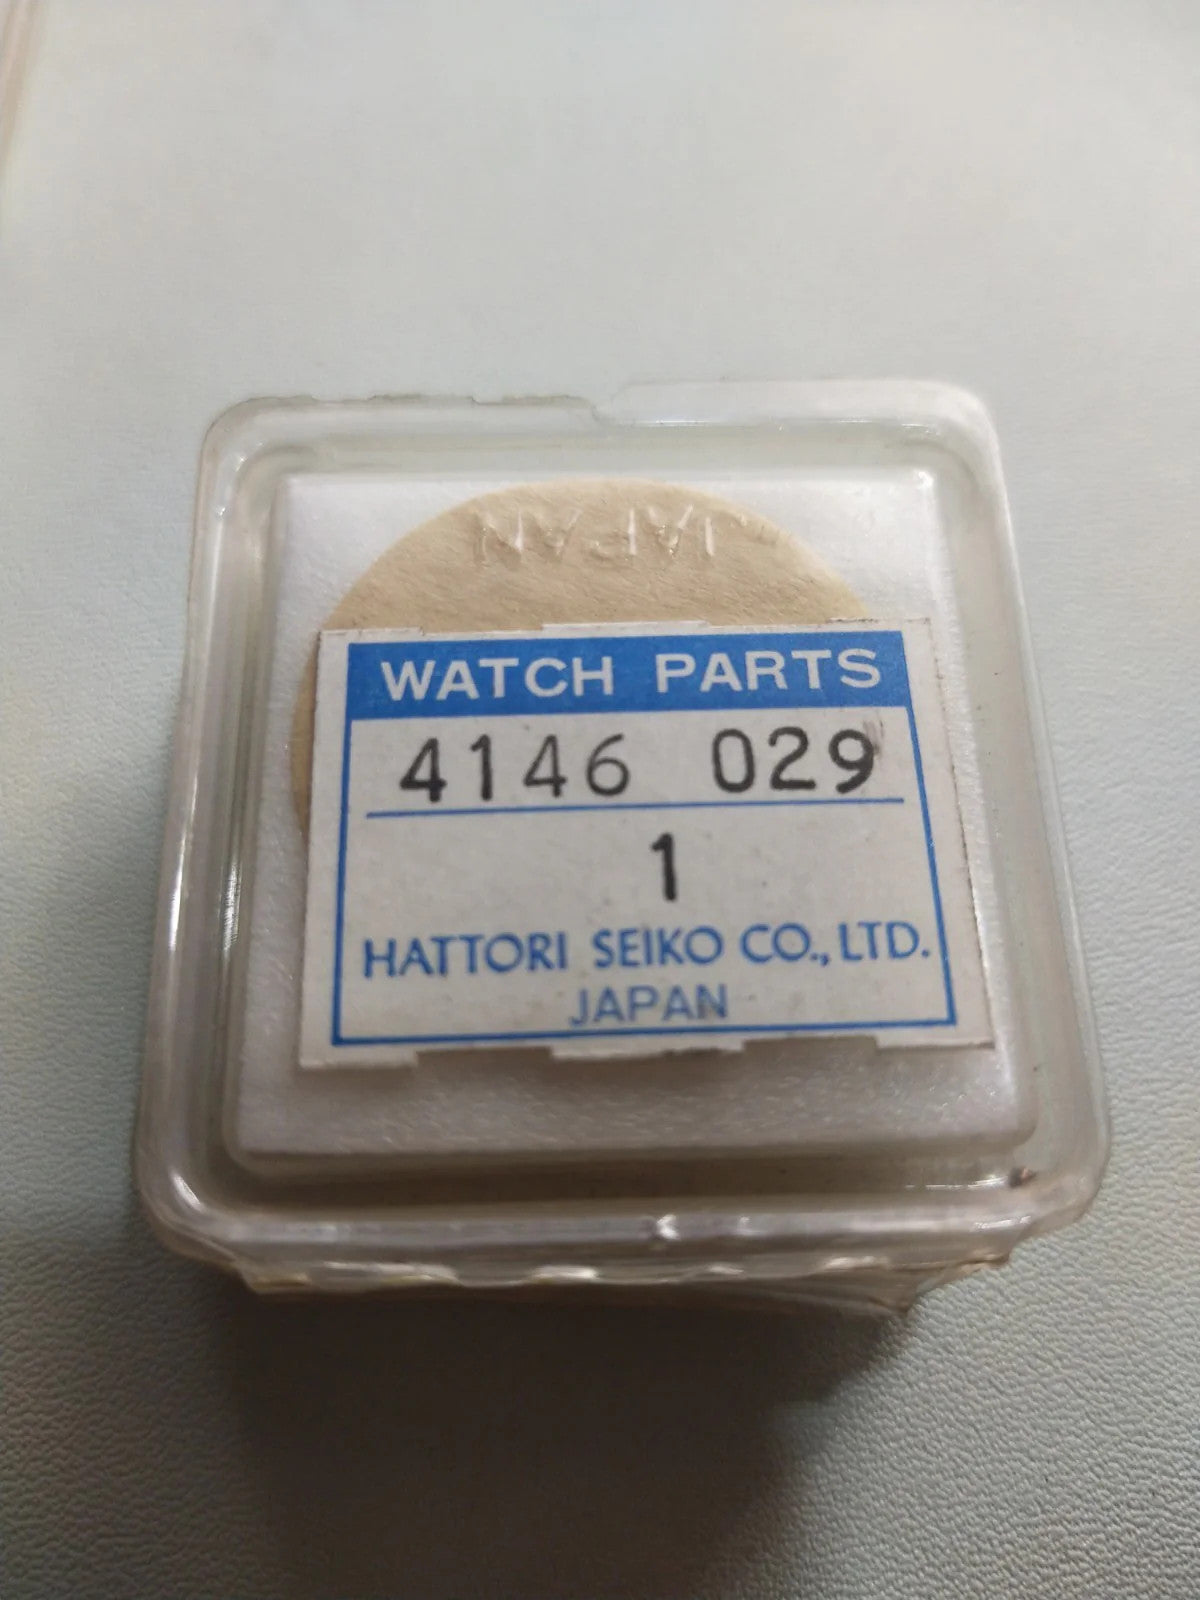 JAPAN
WATCH PARTS
4146 029
1
HATTORI SEIKO CO., LTD.
JAPAN